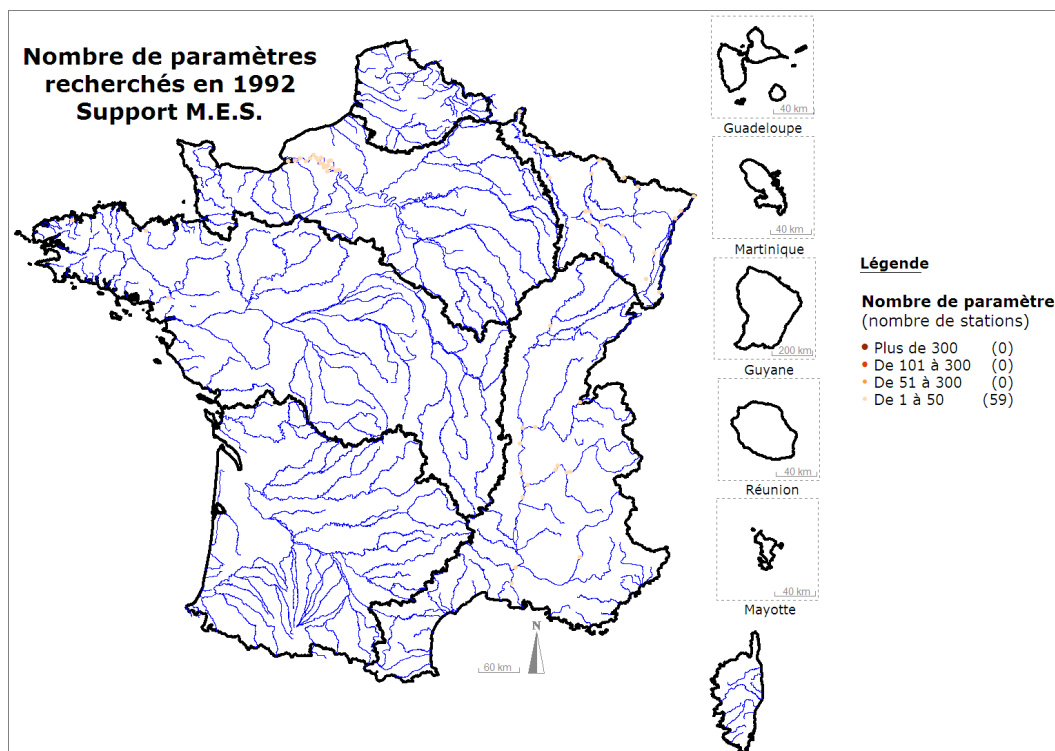 Nombre de paramètres
recherchés en 1992
Support M.E.S.
40 km
Guadeloupe
40 km
Martinique
200 km
Guyane
40 km
Réunion
40 km
Mayotte
N
60 km
Légende
Nombre de paramètre
(nombre de stations)
Plus de 300 (0)
De 101 à 300 (0)
De 51 à 300 (0)
De 1 à 50 (59)